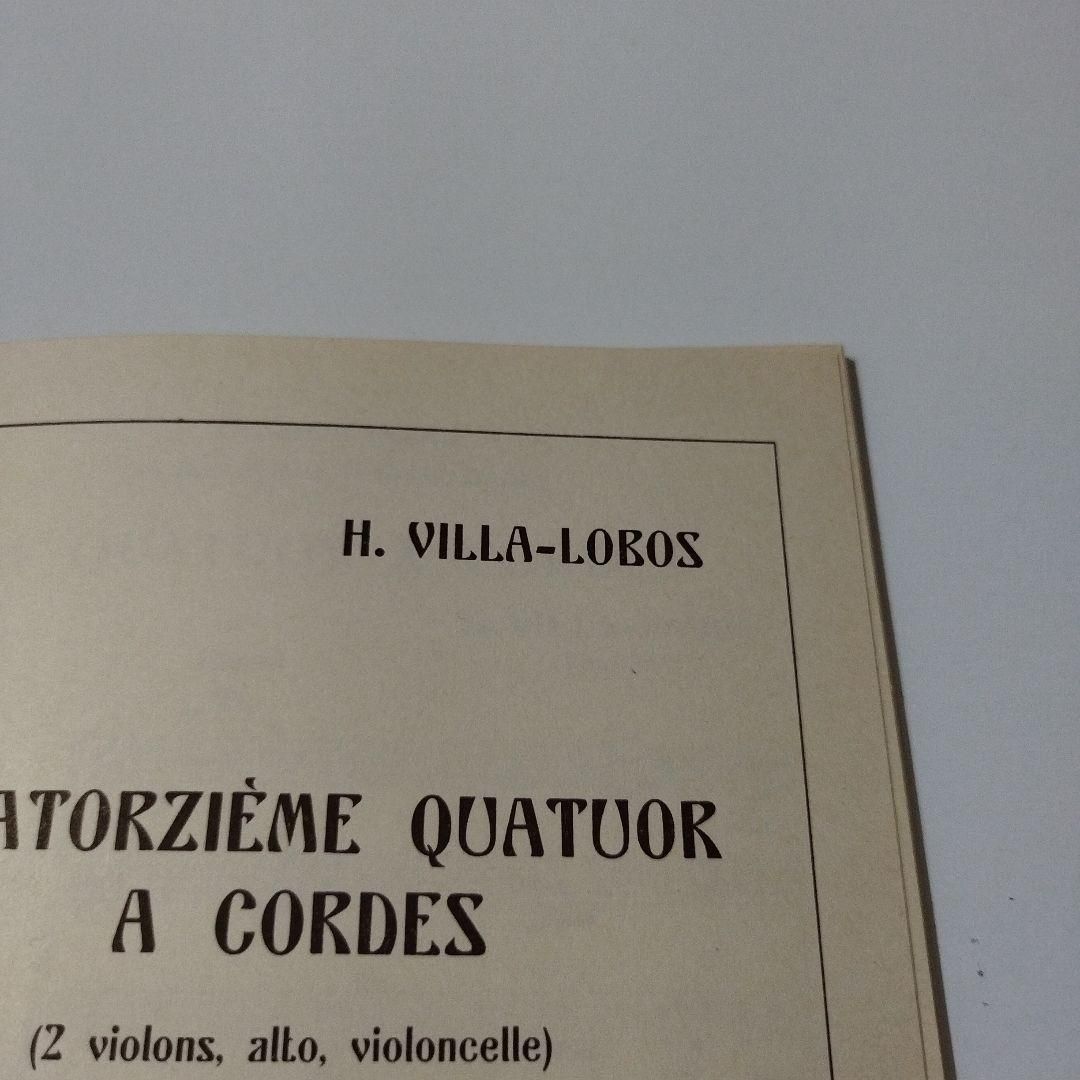 H. VILLA-LOBOS
ATORZIÈME QUATUOR
A CORDES
(2 violons, alto, violoncelle)